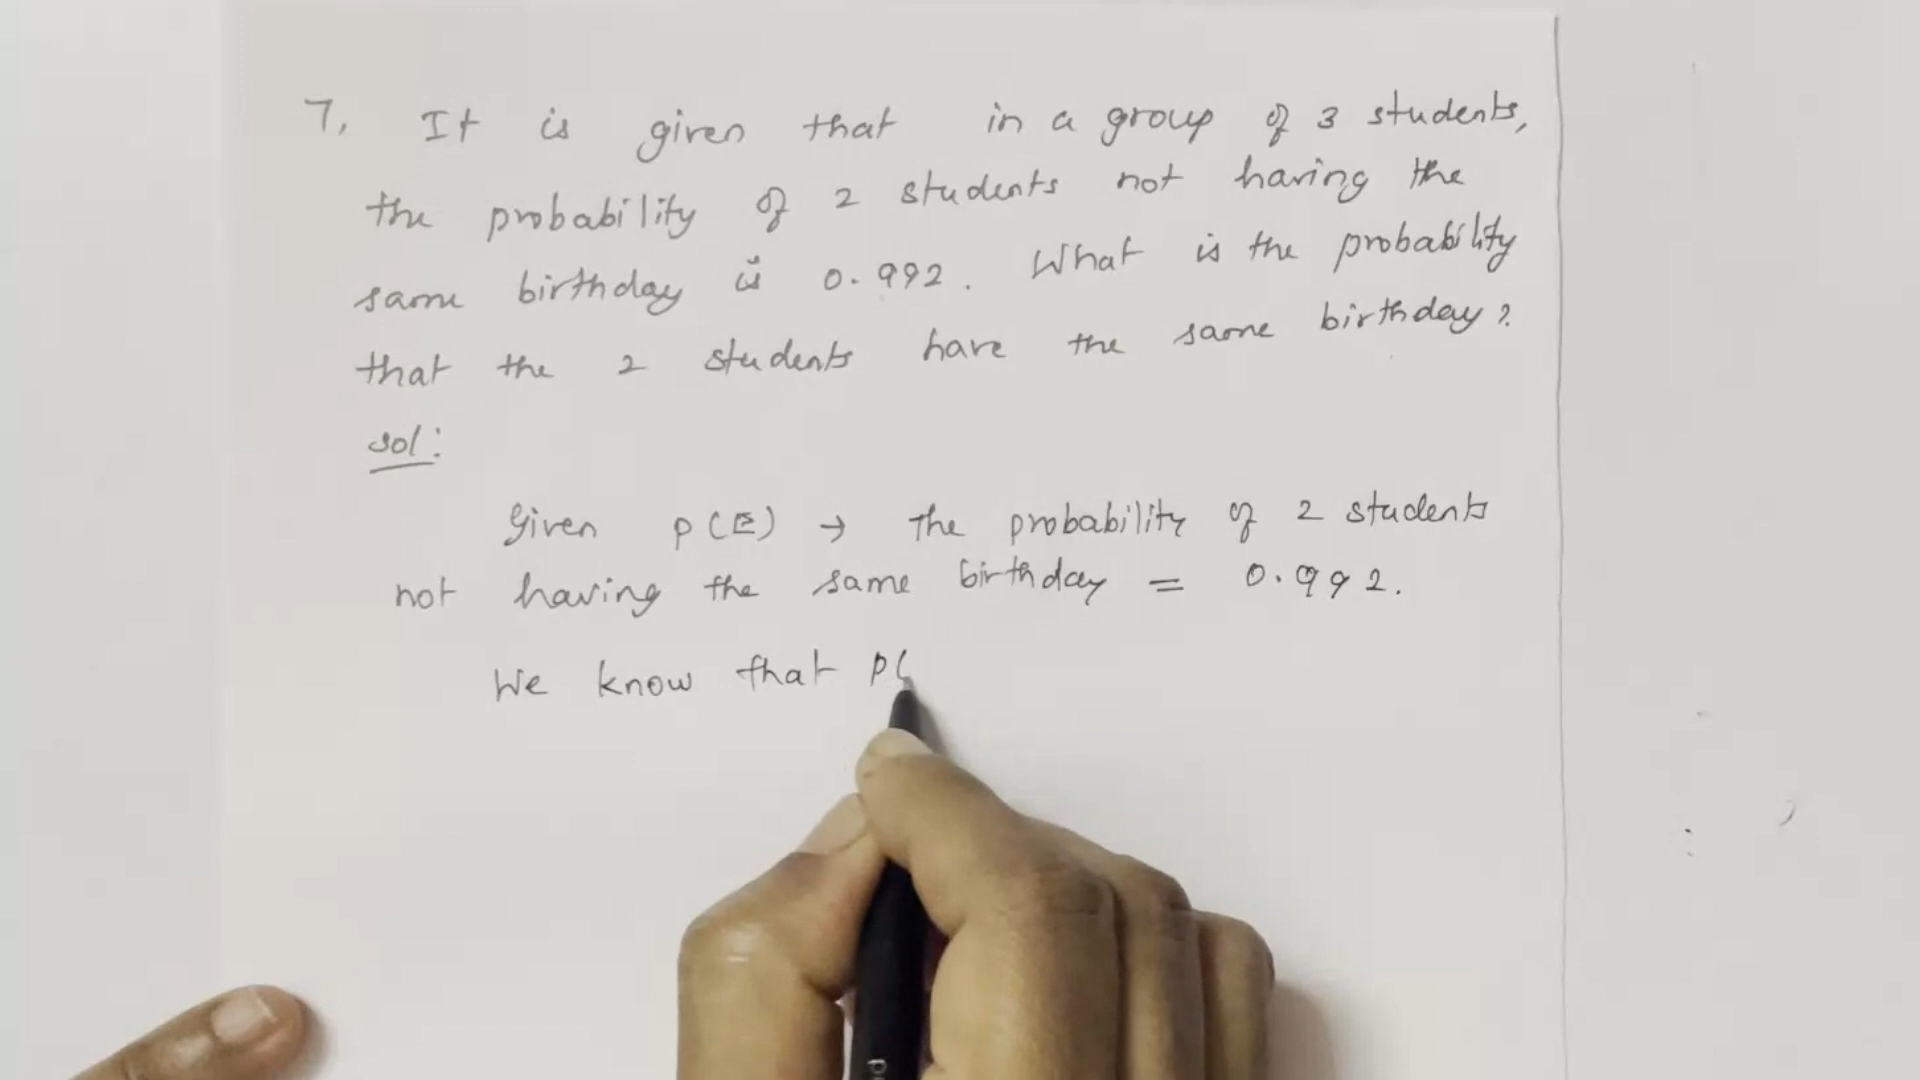 7, It is given that in a group of 3 students,
the probability of 2 students not having the
same birthday is 0.992. What is the probability
that the 2 students have the same birthday?
Sol:
Given P(E) → The probability of 2 students
not having the same birthday = 0.992.
We know that P(